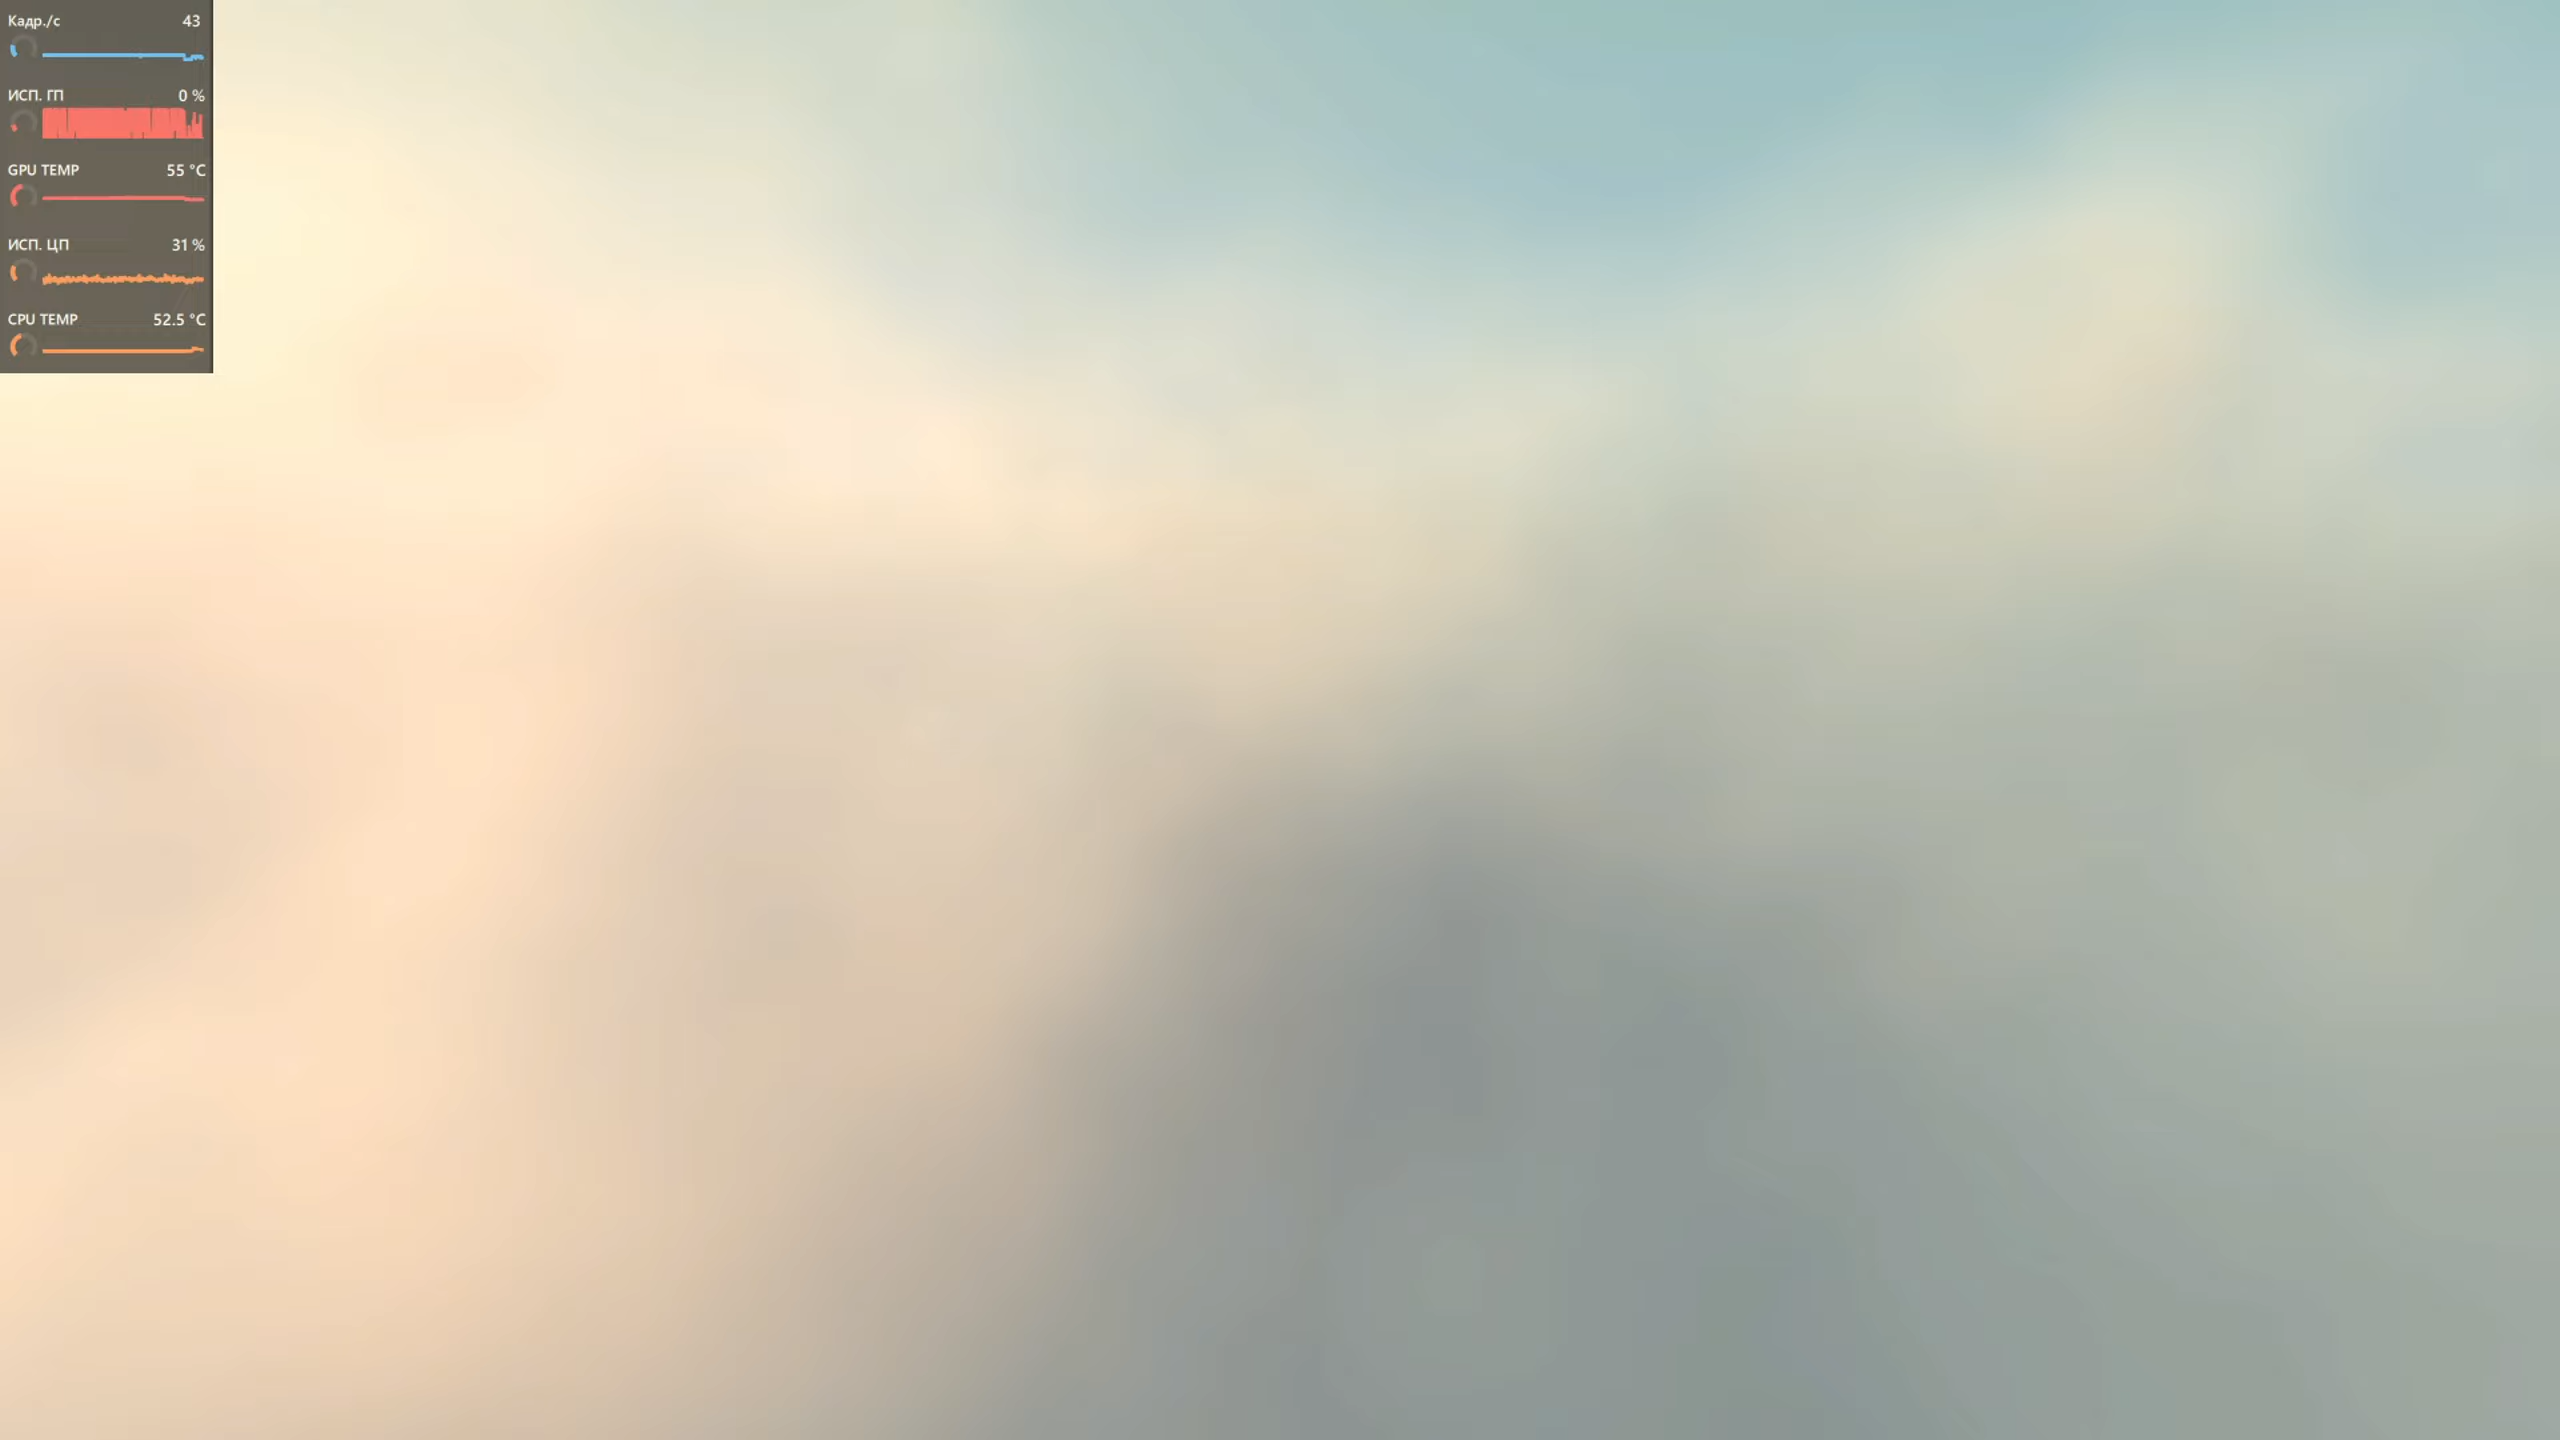 Кадр./с 43
ИСП. ГП 0 %
GPU TEMP 55 °C
ИСП. ЦП 31 %
CPU TEMP 52.5 °C